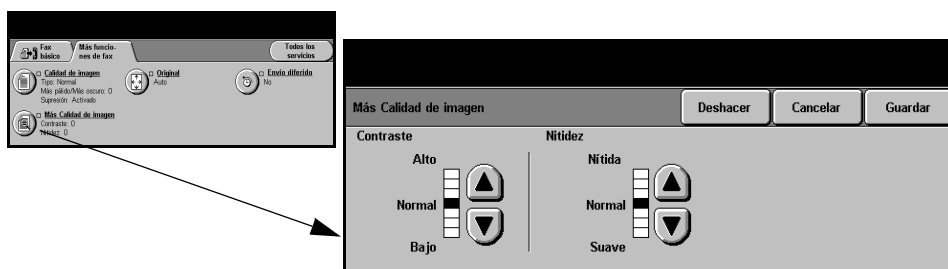 Fax básico
Más funcio-nes de fax
Todos los servicios
Calidad de imagen
Tipo: Normal
Más pálido/Más oscuro: 0
Supresión: Activado
Original
Auto
Envío diferido
No
Más Calidad de imagen
Contraste: 0
Nitidez: 0
Más Calidad de imagen
Deshacer
Cancelar
Guardar
Contraste
Alto
Normal
Bajo
Nitidez
Nítida
Normal
Suave